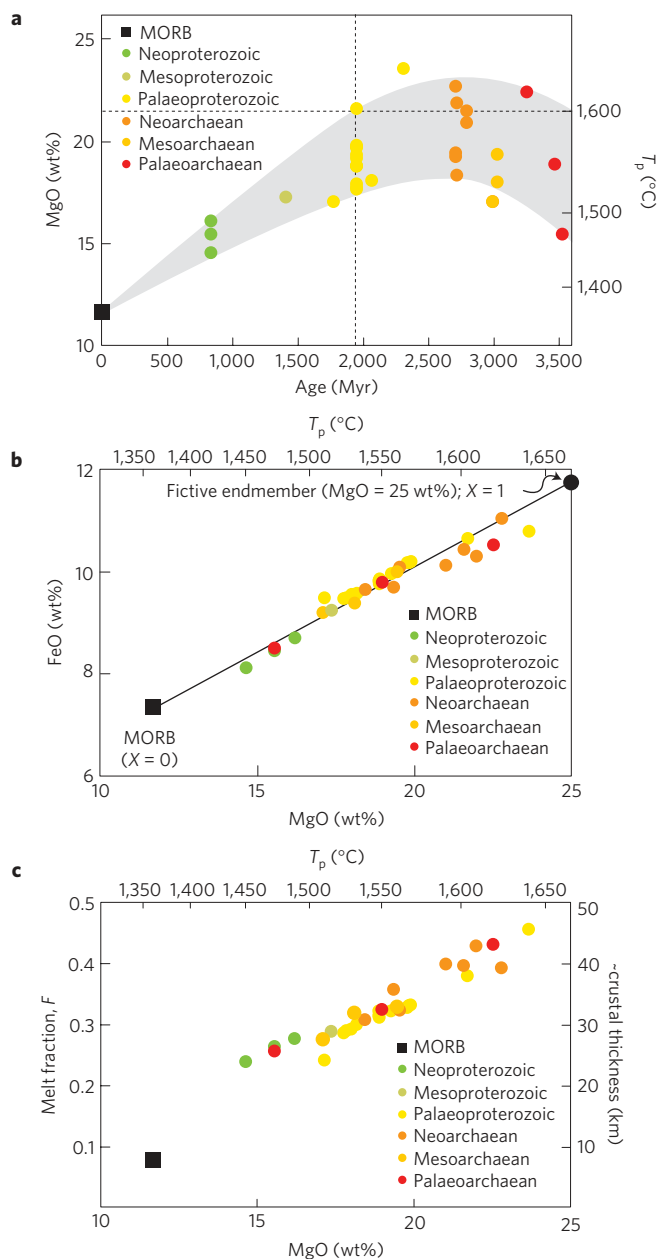 a
MORB
Neoproterozoic
Mesoproterozoic
Palaeoproterozoic
Neoarchaean
Mesoarchaean
Palaeoarchaean
25
20
15
10
MgO (wt%)
1,600
1,500
1,400
Tp (°C)
0 500 1,000 1,500 2,000 2,500 3,000 3,500
Age (Myr)
b
Tp (°C)
1,350 1,400 1,450 1,500 1,550 1,600 1,650
12
10
8
6
FeO (wt%)
Fictive endmember (MgO = 25 wt%); X = 1
MORB
Neoproterozoic
Mesoproterozoic
Palaeoproterozoic
Neoarchaean
Mesoarchaean
Palaeoarchaean
MORB
(X = 0)
10 15 20 25
MgO (wt%)
c
Tp (°C)
1,350 1,400 1,450 1,500 1,550 1,600 1,650
0.5
0.4
0.3
0.2
0.1
Melt fraction, F
50
40
30
20
10
~crustal thickness (km)
MORB
Neoproterozoic
Mesoproterozoic
Palaeoproterozoic
Neoarchaean
Mesoarchaean
Palaeoarchaean
10 15 20 25
MgO (wt%)